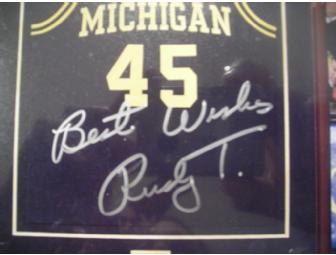 MICHIGAN
45
Best Wishes
Rudy T.